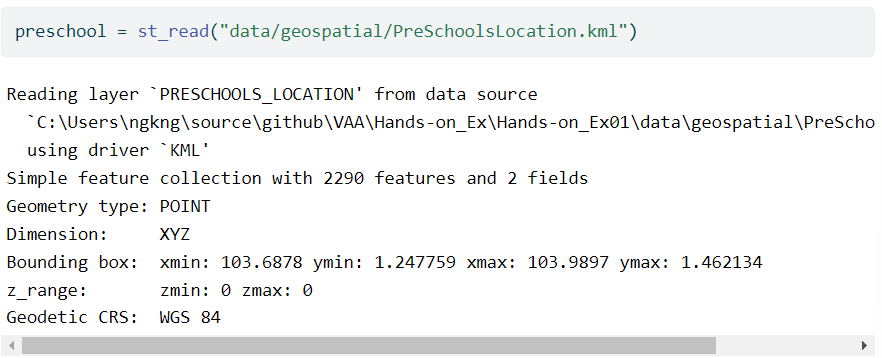 preschool = st_read("data/geospatial/PreSchoolsLocation.kml")
Reading layer `PRESCHOOLS_LOCATION' from data source
`C:\Users\ngkng\source\github\VAA\Hands-on_Ex\Hands-on_Ex01\data\geospatial\PreScho
using driver `KML'
Simple feature collection with 2290 features and 2 fields
Geometry type: POINT
Dimension:     XYZ
Bounding box:  xmin: 103.6878 ymin: 1.247759 xmax: 103.9897 ymax: 1.462134
z_range:       zmin: 0 zmax: 0
Geodetic CRS:  WGS 84